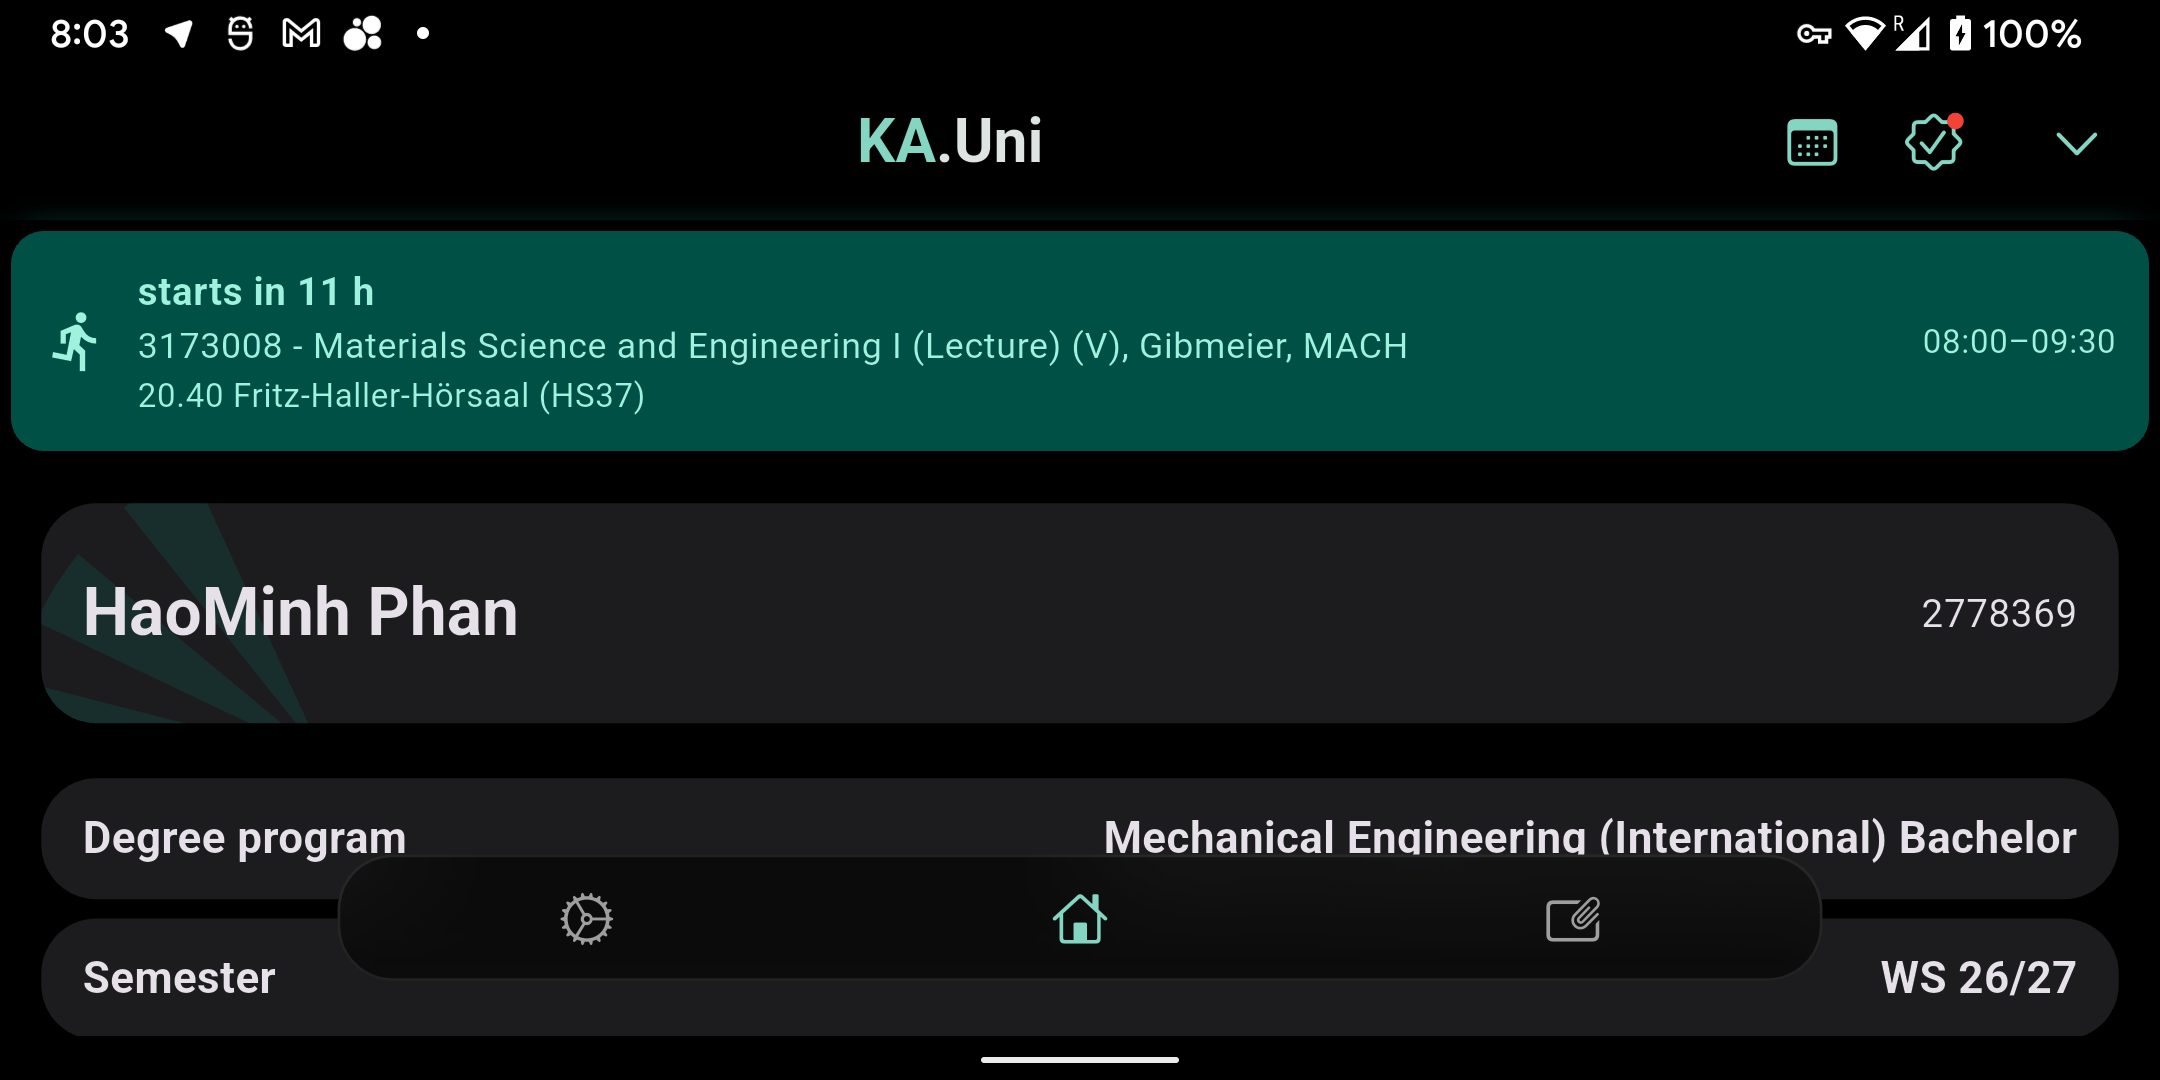 8:03
R
100%
KA.Uni
starts in 11 h
3173008 - Materials Science and Engineering I (Lecture) (V), Gibmeier, MACH
08:00–09:30
20.40 Fritz-Haller-Hörsaal (HS37)
HaoMinh Phan
2778369
Degree program
Mechanical Engineering (International) Bachelor
Semester
WS 26/27